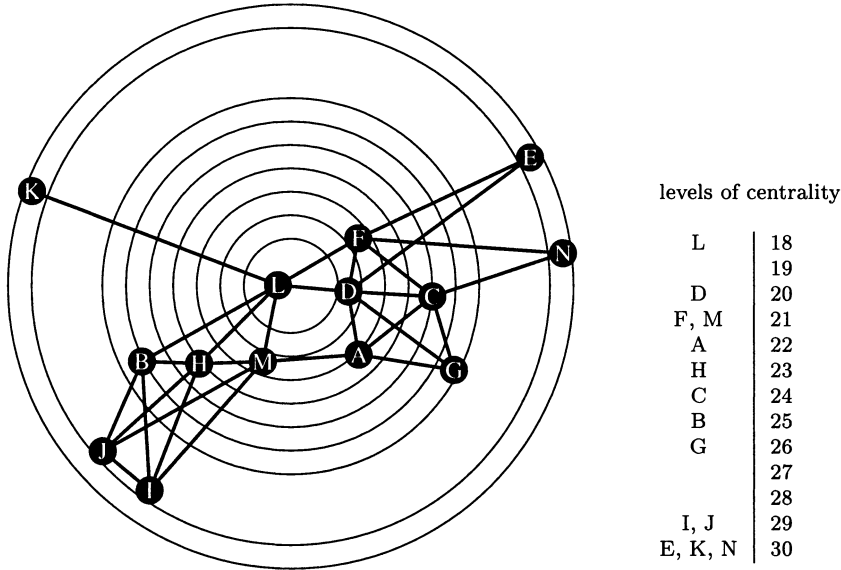 E
K
levels of centrality
F
N
L 18
19
L
D
C
D 20
F, M 21
A 22
B
H
M
A
G
H 23
C 24
B 25
J
G 26
27
I
28
I, J 29
E, K, N 30